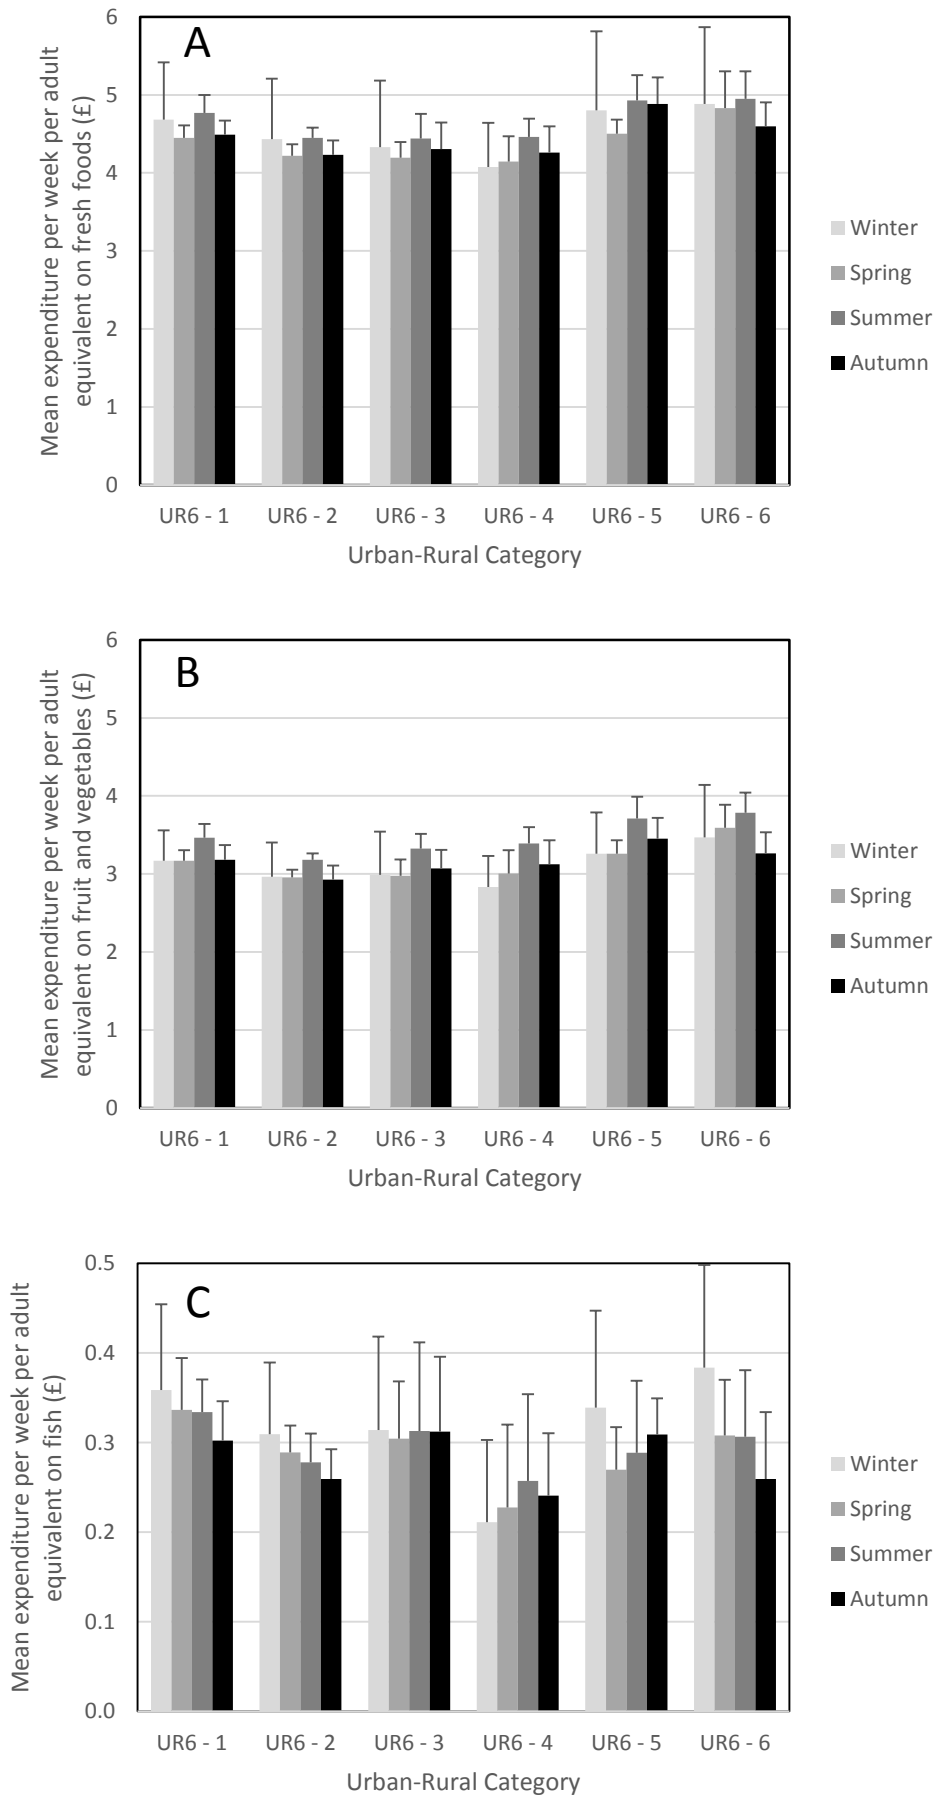 A
Mean expenditure per week per adult
equivalent on fresh foods (£)
6
5
4
3
2
1
0
UR6 - 1 UR6 - 2 UR6 - 3 UR6 - 4 UR6 - 5 UR6 - 6
Urban-Rural Category
Winter
Spring
Summer
Autumn
B
Mean expenditure per week per adult
equivalent on fruit and vegetables (£)
6
5
4
3
2
1
0
UR6 - 1 UR6 - 2 UR6 - 3 UR6 - 4 UR6 - 5 UR6 - 6
Urban-Rural Category
Winter
Spring
Summer
Autumn
C
Mean expenditure per week per adult
equivalent on fish (£)
0.5
0.4
0.3
0.2
0.1
0.0
UR6 - 1 UR6 - 2 UR6 - 3 UR6 - 4 UR6 - 5 UR6 - 6
Urban-Rural Category
Winter
Spring
Summer
Autumn